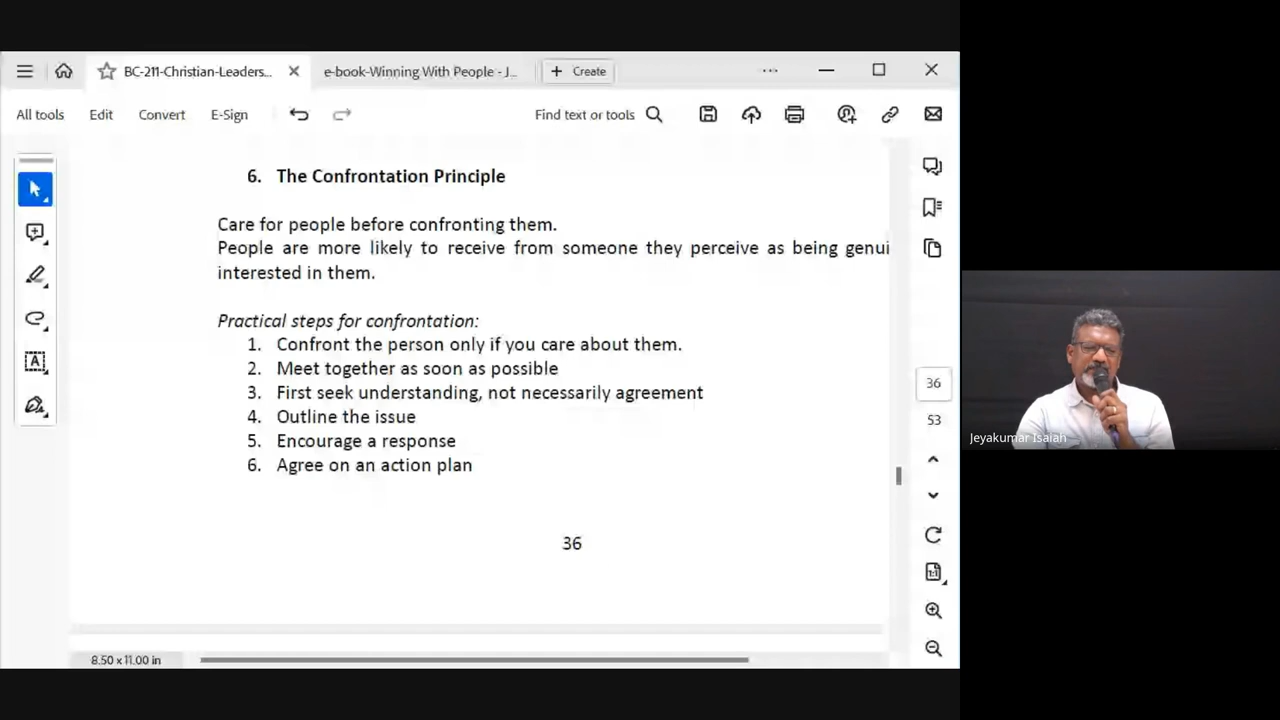 BC-211-Christian-Leaders...
e-book-Winning With People - J...
Create
All tools
Edit
Convert
E-Sign
Find text or tools
6. The Confrontation Principle
Care for people before confronting them.
People are more likely to receive from someone they perceive as being genui
interested in them.
Practical steps for confrontation:
1. Confront the person only if you care about them.
2. Meet together as soon as possible
3. First seek understanding, not necessarily agreement
4. Outline the issue
5. Encourage a response
6. Agree on an action plan
36
36
53
8.50 x 11.00 in
Jeyakumar Isaiah